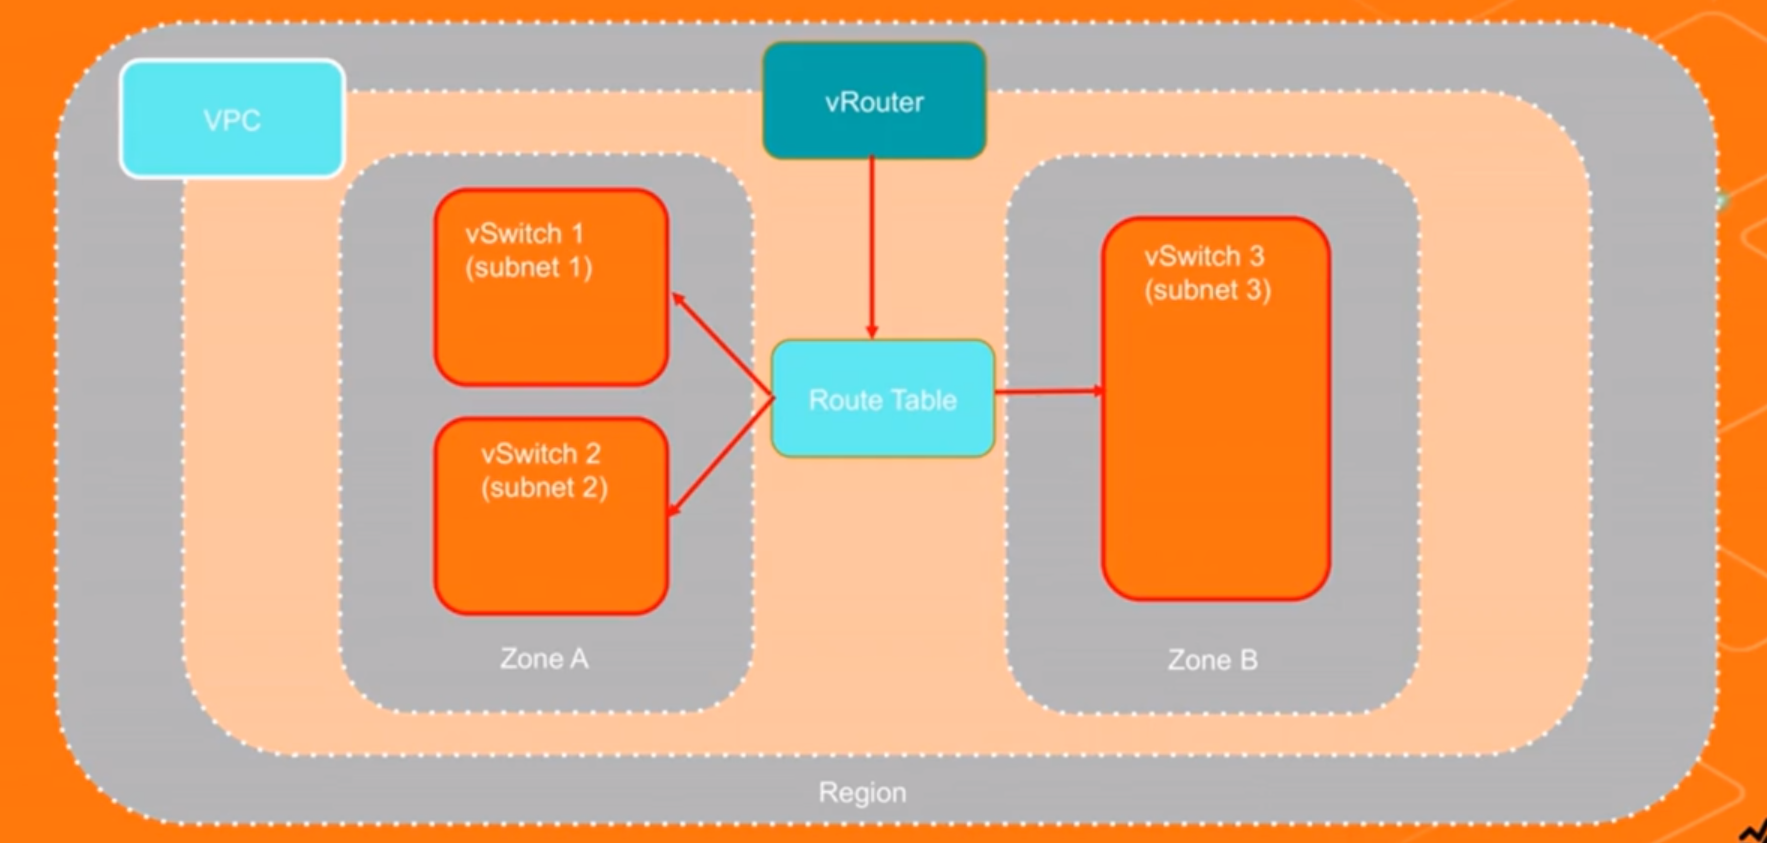 VPC
vRouter
vSwitch 1
(subnet 1)
vSwitch 2
(subnet 2)
Route Table
vSwitch 3
(subnet 3)
Zone A
Zone B
Region